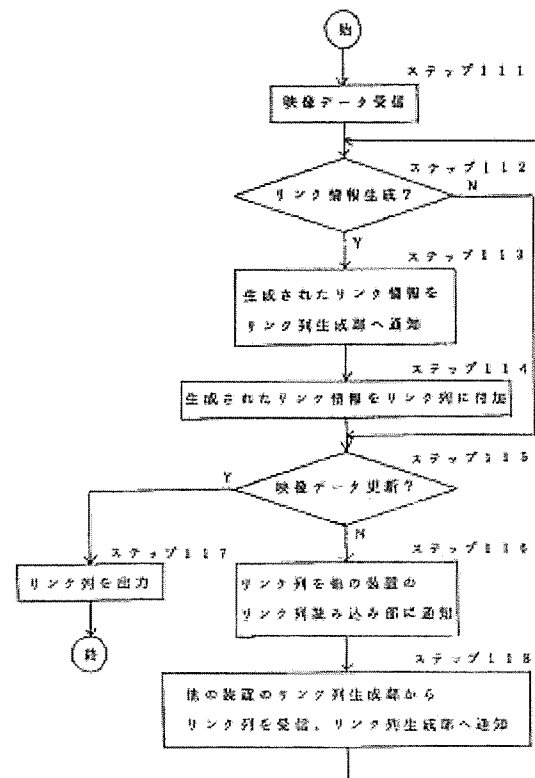 始
ステップ111
映像データ受信
ステップ112
リンク情報生成?
N
Y
ステップ113
生成されたリンク情報を
リンク列生成部へ通知
ステップ114
生成されたリンク情報をリンク列に付加
ステップ115
映像データ更新?
Y
N
ステップ117
リンク列を出力
終
ステップ116
リンク列を他の装置の
リンク列読み込み部に通知
ステップ118
他の装置のリンク列生成部から
リンク列を受信、リンク列生成部へ通知